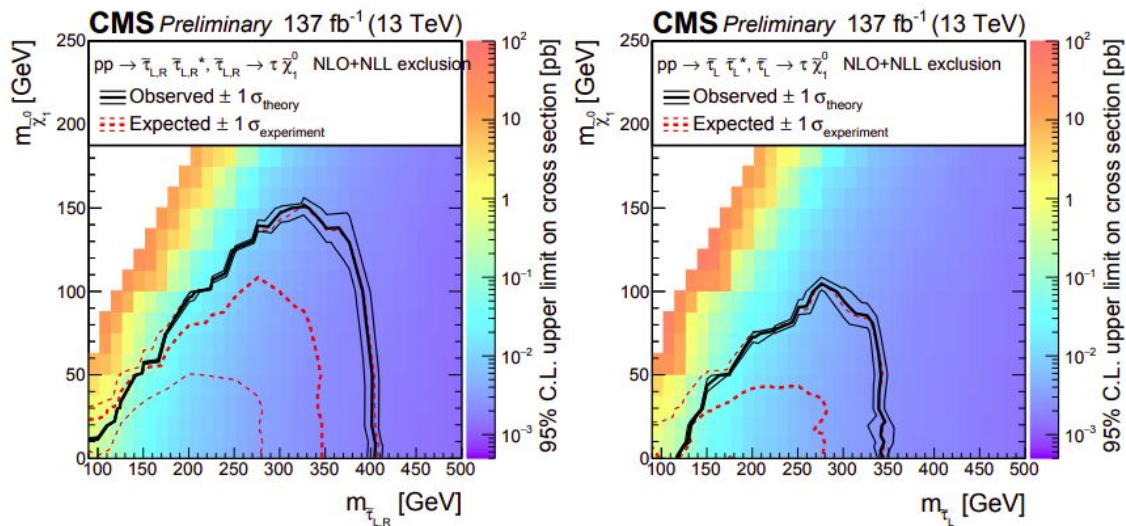 CMS Preliminary 137 fb⁻¹ (13 TeV)
pp → τ̃_L,R τ̃_L,R*, τ̃_L,R → τ χ̃₁⁰ NLO+NLL exclusion
Observed ± 1 σ_theory
Expected ± 1 σ_experiment
m_χ̃₁⁰ [GeV]
250
200
150
100
50
0
100 150 200 250 300 350 400 450 500
m_τ̃_L,R [GeV]
10²
10
1
10⁻¹
10⁻²
10⁻³
95% C.L. upper limit on cross section [pb]
CMS Preliminary 137 fb⁻¹ (13 TeV)
pp → τ̃_L τ̃_L*, τ̃_L → τ χ̃₁⁰ NLO+NLL exclusion
Observed ± 1 σ_theory
Expected ± 1 σ_experiment
m_χ̃₁⁰ [GeV]
250
200
150
100
50
0
100 150 200 250 300 350 400 450 500
m_τ̃_L [GeV]
10²
10
1
10⁻¹
10⁻²
10⁻³
95% C.L. upper limit on cross section [pb]